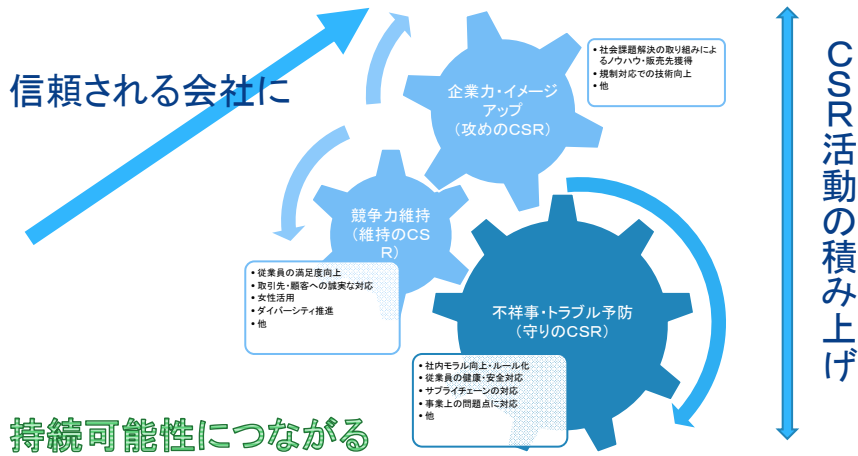 信頼される会社に
企業力・イメージ
アップ
（攻めのCSR）
• 社会課題解決の取り組みによ
るノウハウ・販売先獲得
• 規制対応での技術向上
• 他
競争力維持
（維持のCS
R）
• 従業員の満足度向上
• 取引先・顧客への誠実な対応
• 女性活用
• ダイバーシティ推進
• 他
不祥事・トラブル予防
（守りのCSR）
• 社内モラル向上・ルール化
• 従業員の健康・安全対応
• サプライチェーンの対応
• 事業上の問題点に対応
• 他
持続可能性につながる
CSR活動の積み上げ